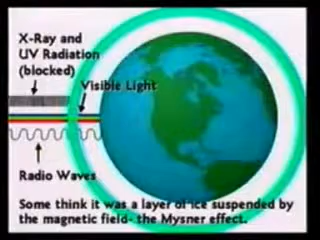 X-Ray and
UV Radiation
(blocked)
Visible Light
Radio Waves
Some think it was a layer of ice suspended by
the magnetic field- the Mysner effect.